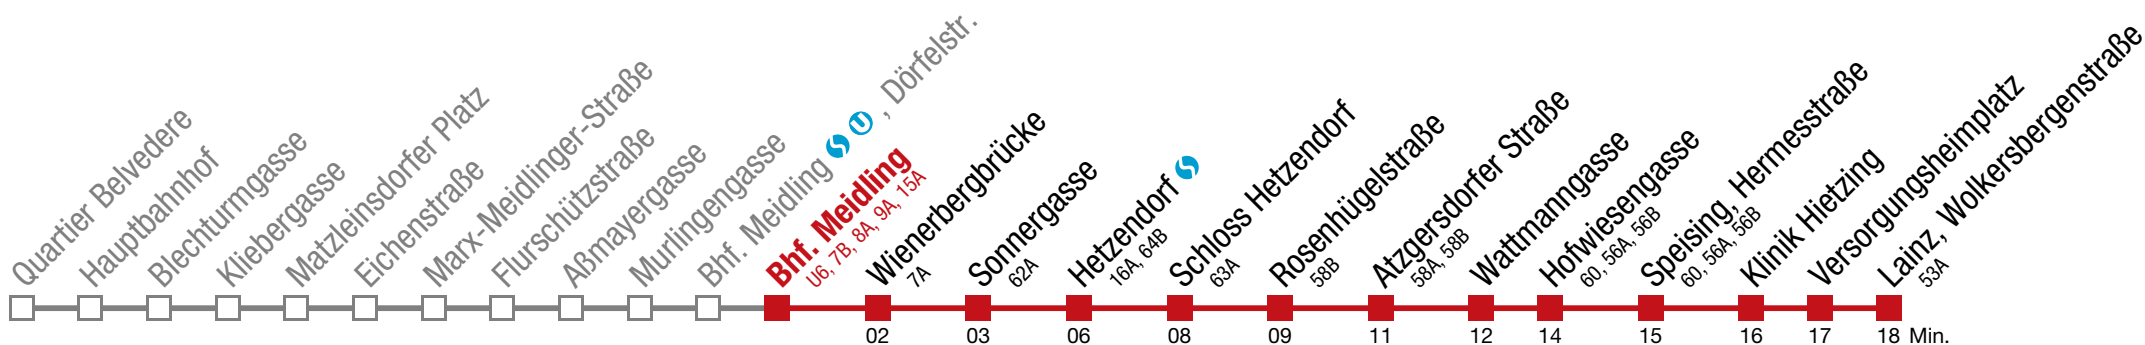 Quartier Belvedere
Hauptbahnhof
Blechturmgasse
Kliebergasse
Matzleinsdorfer Platz
Eichenstraße
Marx-Meidlinger-Straße
Flurschützstraße
Aßmayergasse
Murlingengasse
Bhf. Meidling S U , Dörfelstr.
Bhf. Meidling
U6, 7B, 8A, 9A, 15A
Wienerbergbrücke
7A
02
Sonnergasse
62A
03
Hetzendorf S
16A, 64B
06
Schloss Hetzendorf
63A
08
Rosenhügelstraße
58B
09
Atzgersdorfer Straße
58A, 58B
11
Wattmanngasse
12
Hofwiesengasse
60, 56A, 56B
14
Speising, Hermesstraße
60, 56A, 56B
15
Klinik Hietzing
16
Versorgungsheimplatz
17
Lainz, Wolkersbergenstraße
53A
18 Min.